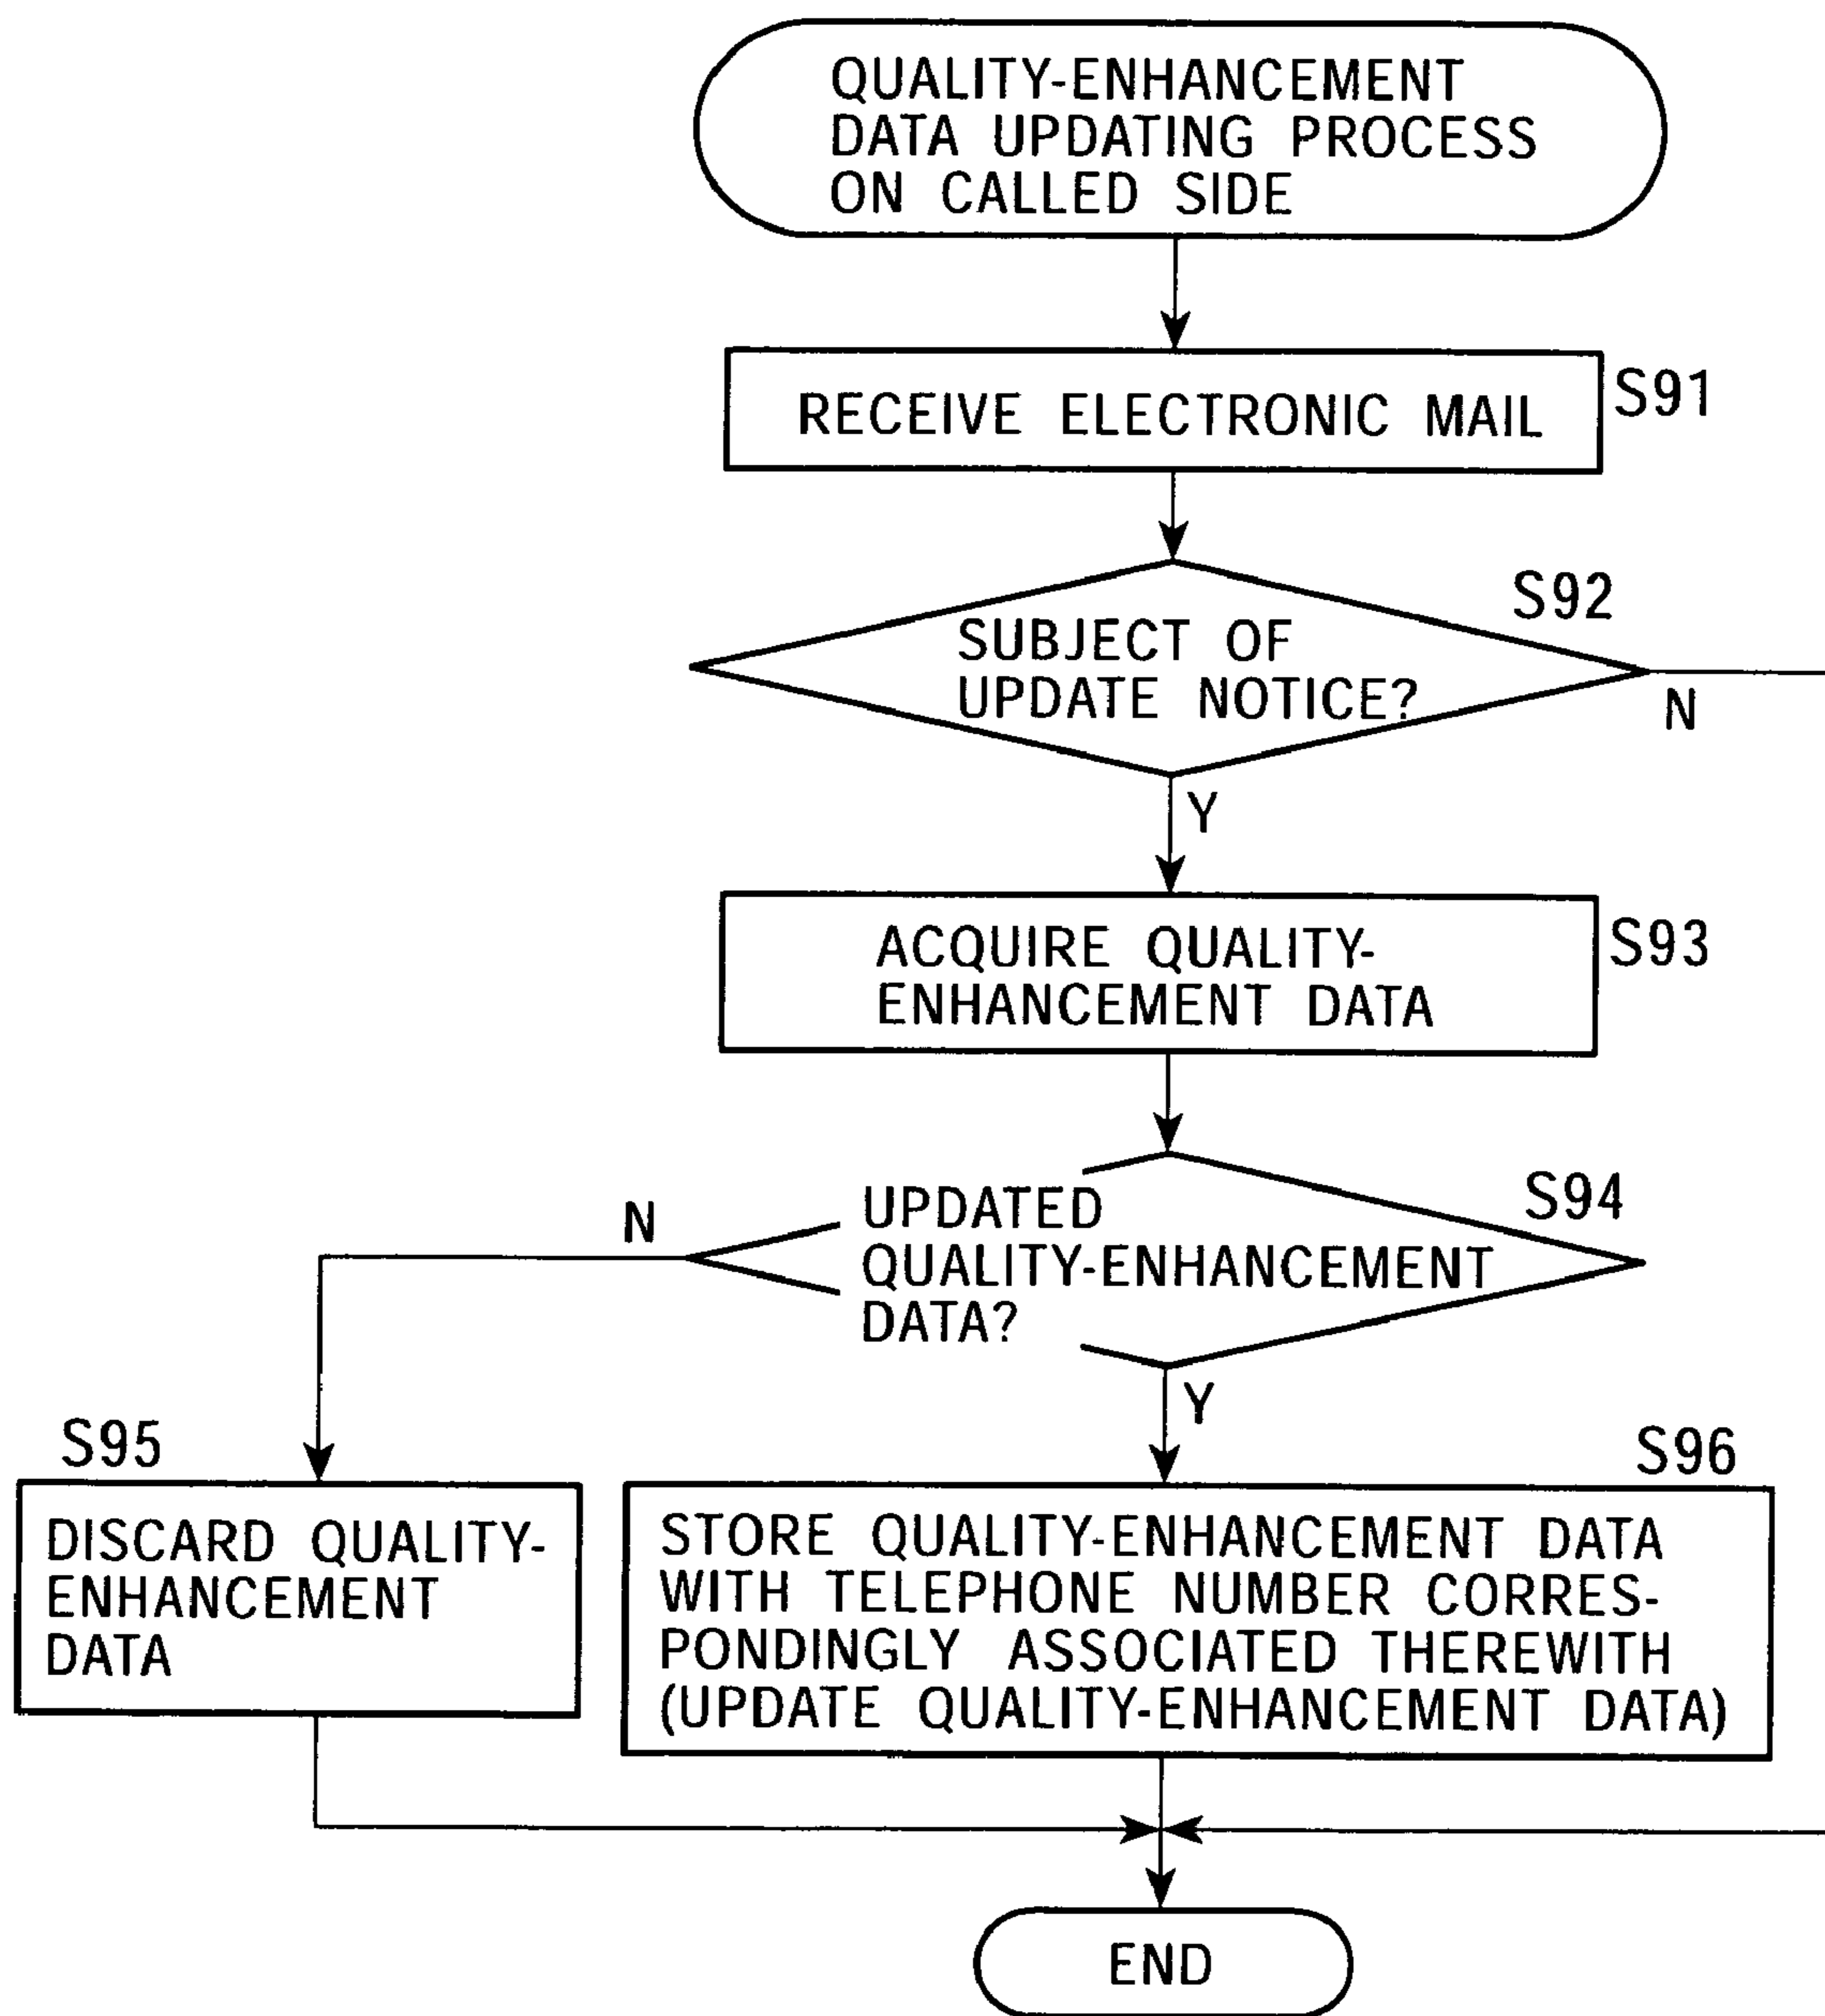 QUALITY-ENHANCEMENT
DATA UPDATING PROCESS
ON CALLED SIDE
RECEIVE ELECTRONIC MAIL
S91
S92
SUBJECT OF
UPDATE NOTICE?
N
Y
ACQUIRE QUALITY-
ENHANCEMENT DATA
S93
S94
N
UPDATED
QUALITY-ENHANCEMENT
DATA?
Y
S95
DISCARD QUALITY-
ENHANCEMENT
DATA
S96
STORE QUALITY-ENHANCEMENT DATA
WITH TELEPHONE NUMBER CORRES-
PONDINGLY ASSOCIATED THEREWITH
(UPDATE QUALITY-ENHANCEMENT DATA)
END